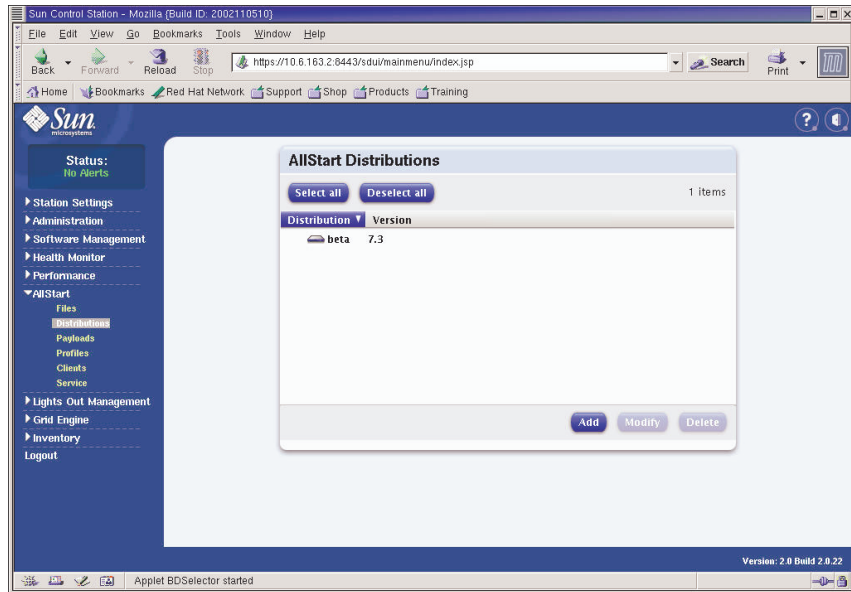 Sun Control Station - Mozilla {Build ID: 2002110510}
File Edit View Go Bookmarks Tools Window Help
Back Forward Reload Stop https://10.6.163.2:8443/sdui/mainmenu/index.jsp Search Print
Home Bookmarks Red Hat Network Support Shop Products Training
Sun
microsystems
?
Status:
No Alerts
Station Settings
Administration
Software Management
Health Monitor
Performance
AllStart
Files
Distributions
Payloads
Profiles
Clients
Service
Lights Out Management
Grid Engine
Inventory
Logout
AllStart Distributions
Select all Deselect all 1 items
Distribution Version
beta 7.3
Add Modify Delete
Version: 2.0 Build 2.0.22
Applet BDSelector started